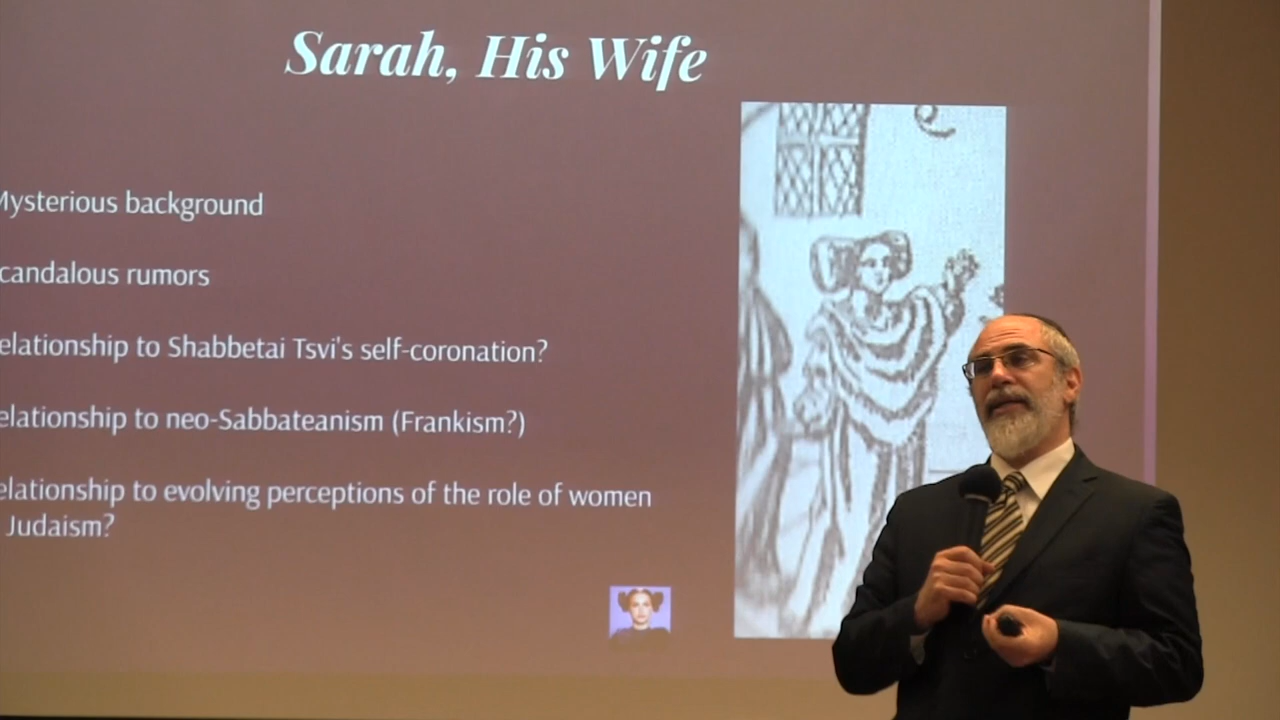 Sarah, His Wife
Mysterious background
candalous rumors
elationship to Shabbetai Tsvi's self-coronation?
elationship to neo-Sabbateanism (Frankism?)
elationship to evolving perceptions of the role of women
Judaism?